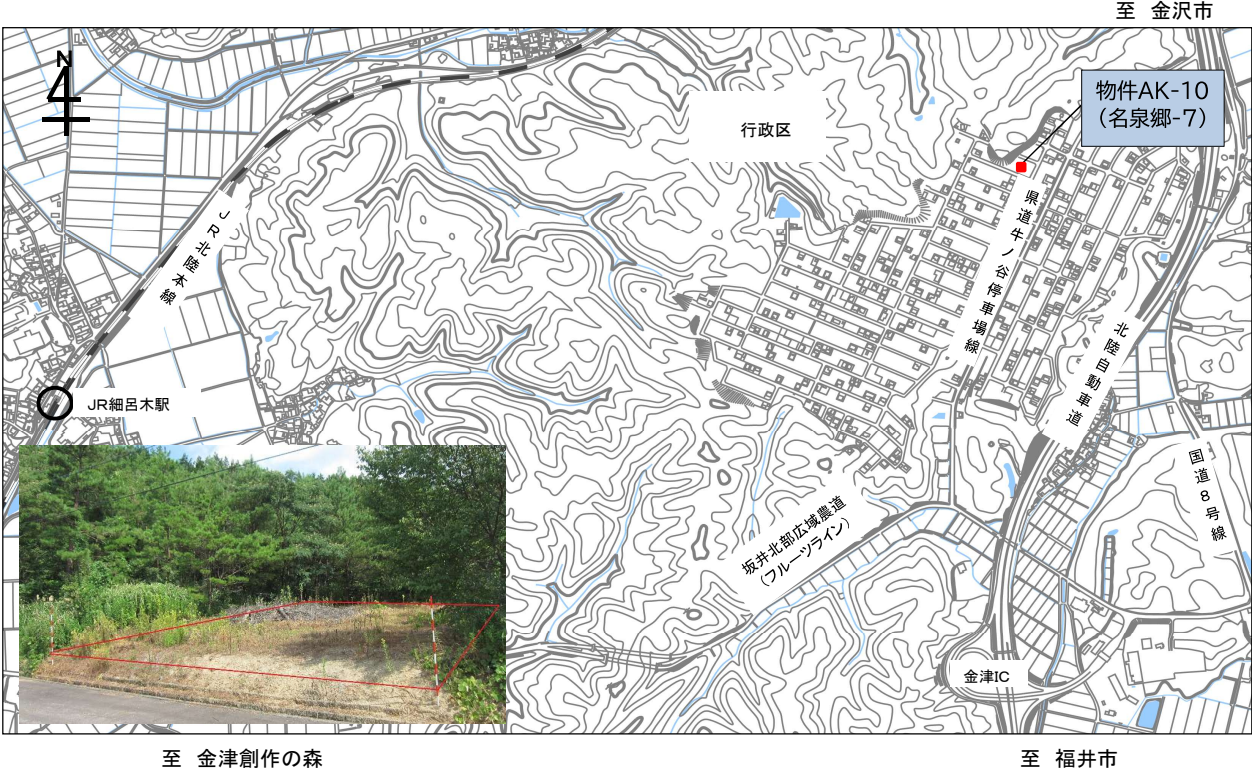 至 金沢市
N
物件AK-10
（名泉郷-7）
行政区
県道牛ノ谷停車場線
JR北陸本線
北陸自動車道
JR細呂木駅
国道8号線
坂井北部広域農道
（フルーツライン）
金津IC
至 金津創作の森
至 福井市